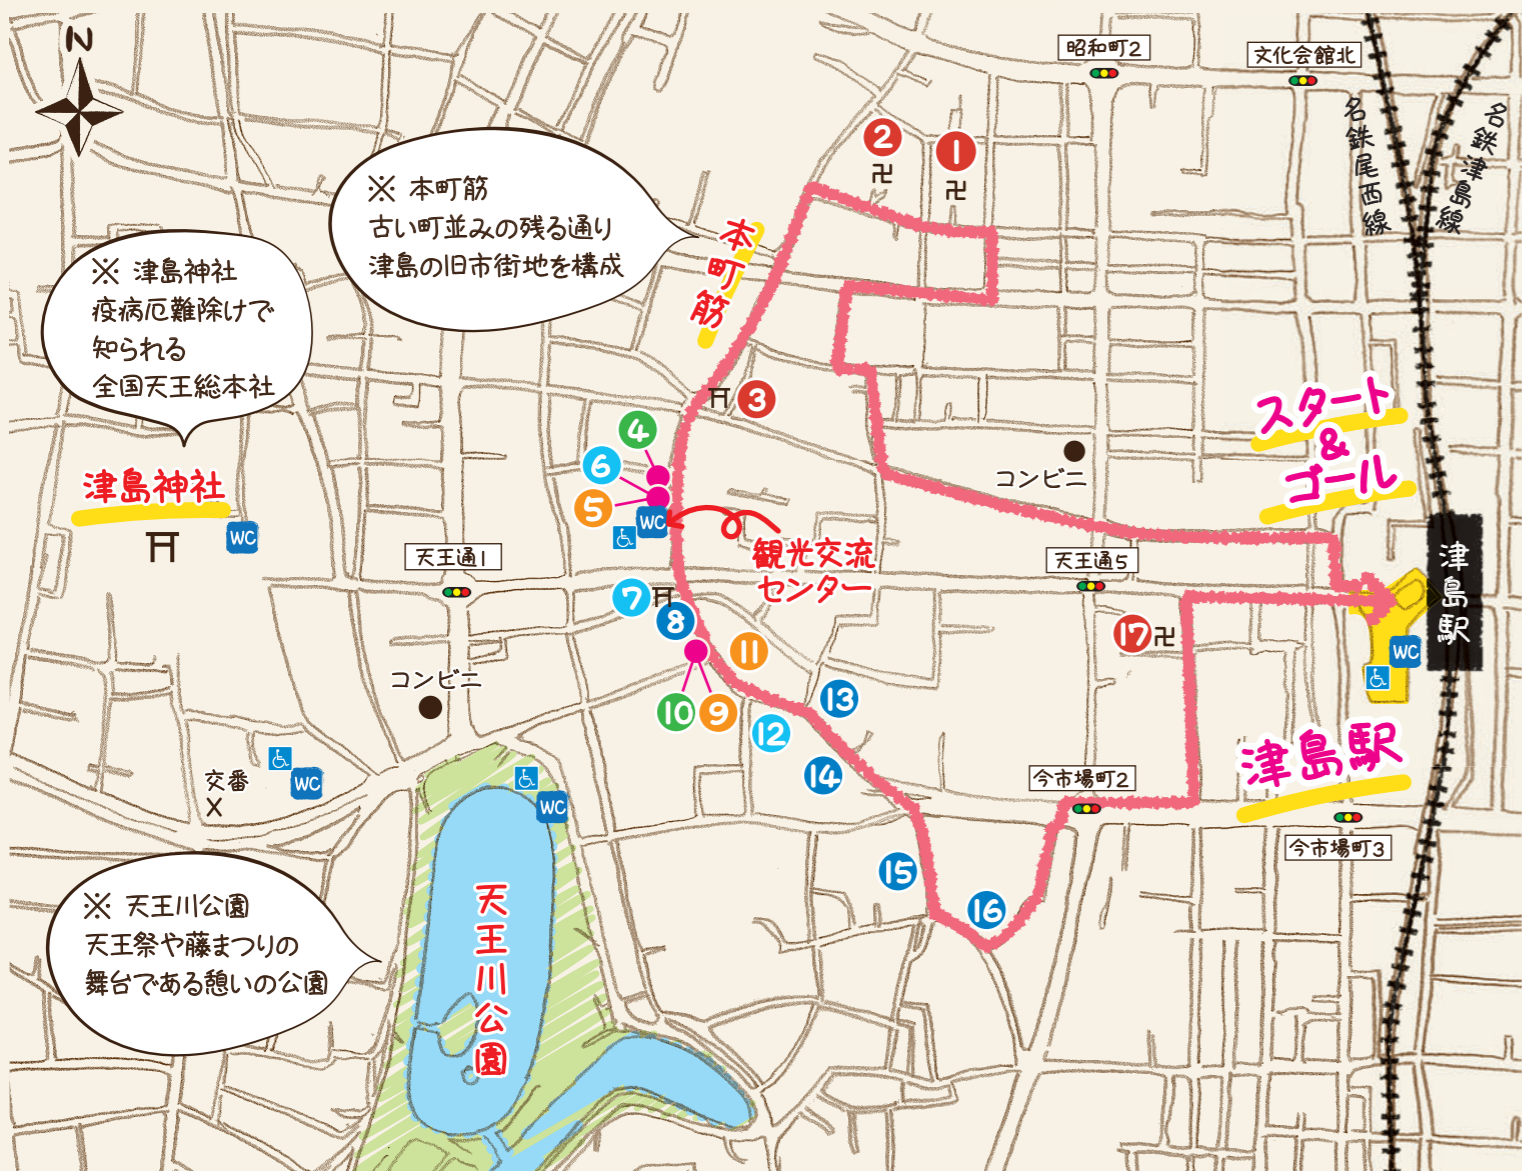 N
昭和町2
文化会館北
名鉄尾西線
名鉄津島線
2
卍
1
卍
※ 本町筋
古い町並みの残る通り
津島の旧市街地を構成
本町筋
※ 津島神社
疫病厄難除けで
知られる
全国天王総本社
津島神社
WC
3
4
6
5
WC
観光交流
センター
コンビニ
スタート
&
ゴール
津島駅
天王通1
天王通5
7
8
11
10
9
12
13
14
17
卍
WC
コンビニ
交番
X
WC
WC
今市場町2
津島駅
今市場町3
15
16
※ 天王川公園
天王祭や藤まつりの
舞台である憩いの公園
天王川公園